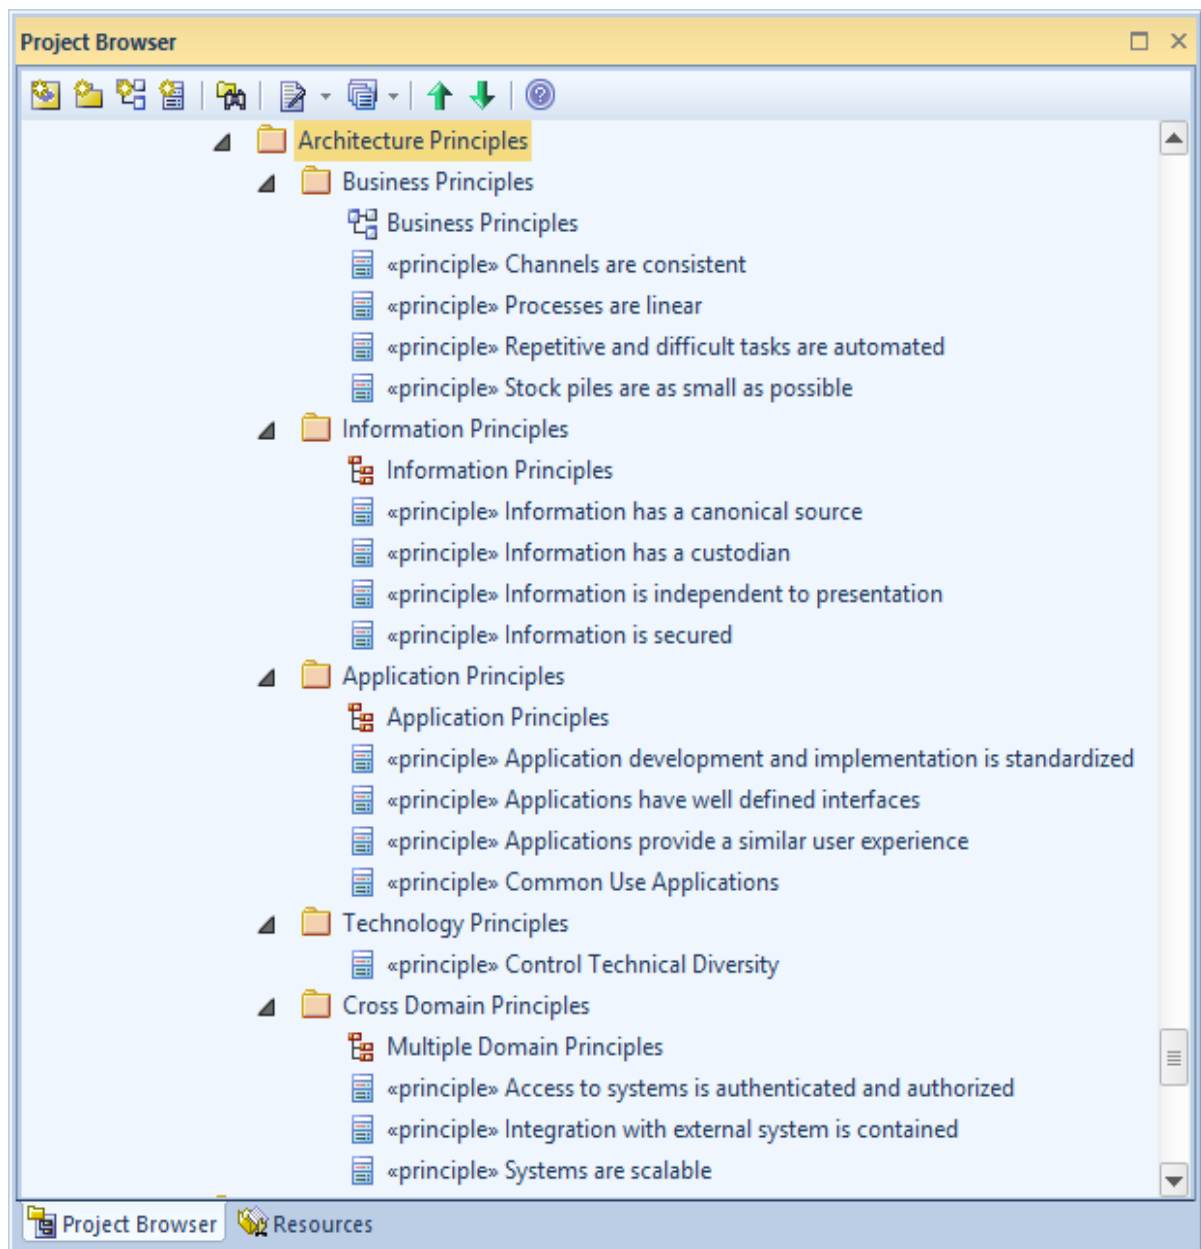 Project Browser
Architecture Principles
Business Principles
Business Principles
«principle» Channels are consistent
«principle» Processes are linear
«principle» Repetitive and difficult tasks are automated
«principle» Stock piles are as small as possible
Information Principles
Information Principles
«principle» Information has a canonical source
«principle» Information has a custodian
«principle» Information is independent to presentation
«principle» Information is secured
Application Principles
Application Principles
«principle» Application development and implementation is standardized
«principle» Applications have well defined interfaces
«principle» Applications provide a similar user experience
«principle» Common Use Applications
Technology Principles
«principle» Control Technical Diversity
Cross Domain Principles
Multiple Domain Principles
«principle» Access to systems is authenticated and authorized
«principle» Integration with external system is contained
«principle» Systems are scalable
Project Browser Resources